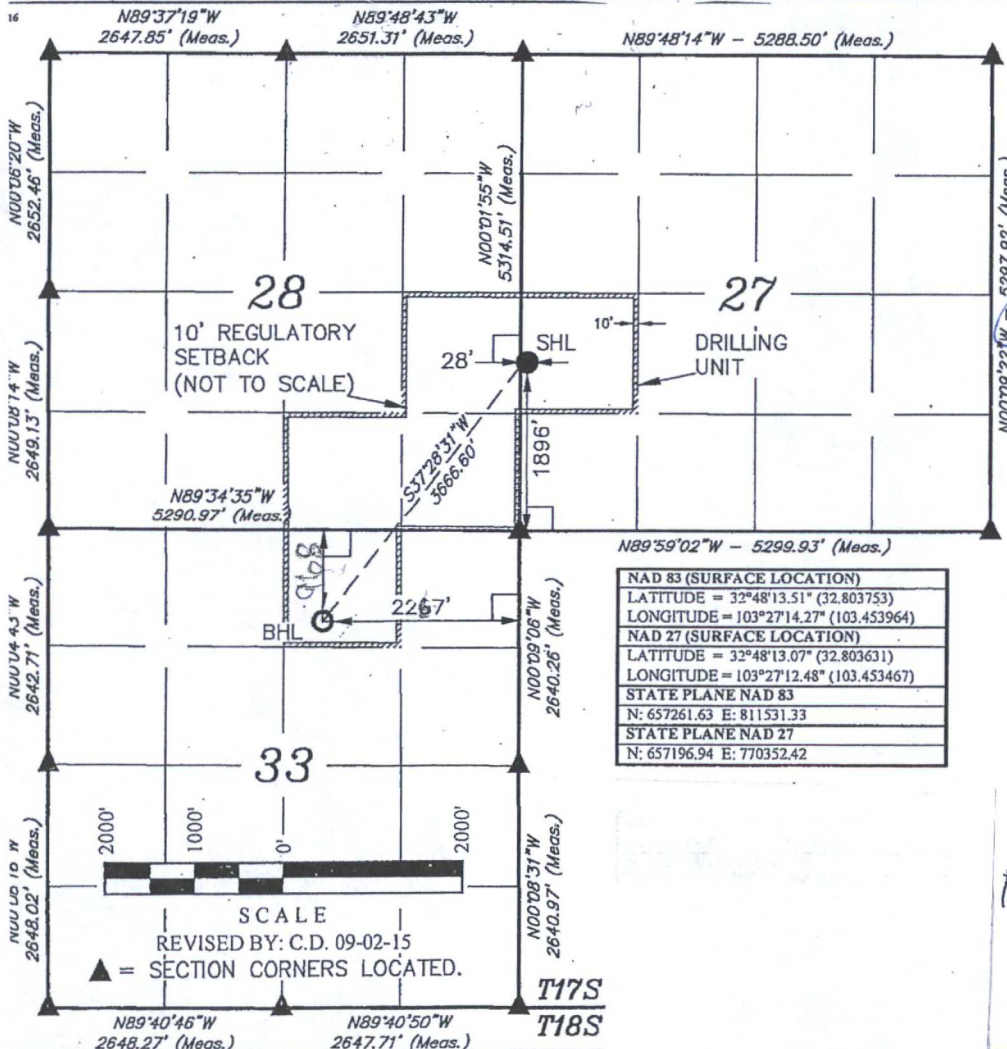 16
N89°37'19"W
2647.85' (Meas.)
N89°48'43"W
2651.31' (Meas.)
N89°48'14"W – 5288.50' (Meas.)
N00°06'20"W
2652.46' (Meas.)
N00°01'55"W
5314.51' (Meas.)
28
27
10' REGULATORY
SETBACK
(NOT TO SCALE)
28'
SHL
10'
DRILLING
UNIT
N00°08'14"W
2649.13' (Meas.)
S37°28'31"W
3666.60'
1896'
N89°34'35"W
5290.97' (Meas.)
N89°59'02"W – 5299.93' (Meas.)
968
2267'
BHL
2642.71' (Meas.)
N00°09'06"W
2640.26' (Meas.)
NAD 83 (SURFACE LOCATION)
LATITUDE = 32°48'13.51" (32.803753)
LONGITUDE = 103°27'14.27" (103.453964)
NAD 27 (SURFACE LOCATION)
LATITUDE = 32°48'13.07" (32.803631)
LONGITUDE = 103°27'12.48" (103.453467)
STATE PLANE NAD 83
N: 657261.63 E: 811531.33
STATE PLANE NAD 27
N: 657196.94 E: 770352.42
33
2000'
1000'
0'
2000'
SCALE
REVISED BY: C.D. 09-02-15
▲ = SECTION CORNERS LOCATED.
2648.02' (Meas.)
N00°08'31"W
2640.97' (Meas.)
T17S
T18S
N89°40'46"W
2648.27' (Meas.)
N89°40'50"W
2647.71' (Meas.)